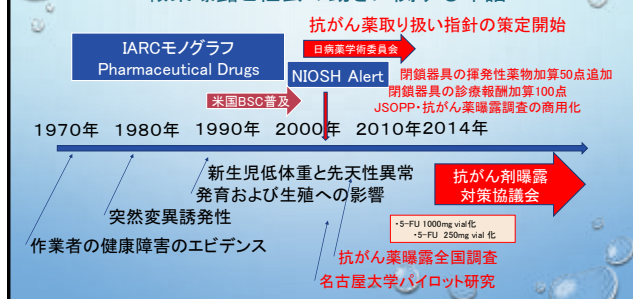 抗がん薬取り扱い指針の策定開始
IARCモノグラフ
Pharmaceutical Drugs
日病薬学術委員会
NIOSH Alert
閉鎖器具の揮発性薬物加算50点追加
閉鎖器具の診療報酬加算100点
JSOPP・抗がん薬曝露調査の商用化
米国BSC普及
1970年 1980年 1990年 2000年 2010年 2014年
新生児低体重と先天性異常
発育および生殖への影響
抗がん剤曝露
対策協議会
突然変異誘発性
・5-FU 1000mg vial化
・5-FU 250mg vial 化
作業者の健康障害のエビデンス
抗がん薬曝露全国調査
名古屋大学パイロット研究